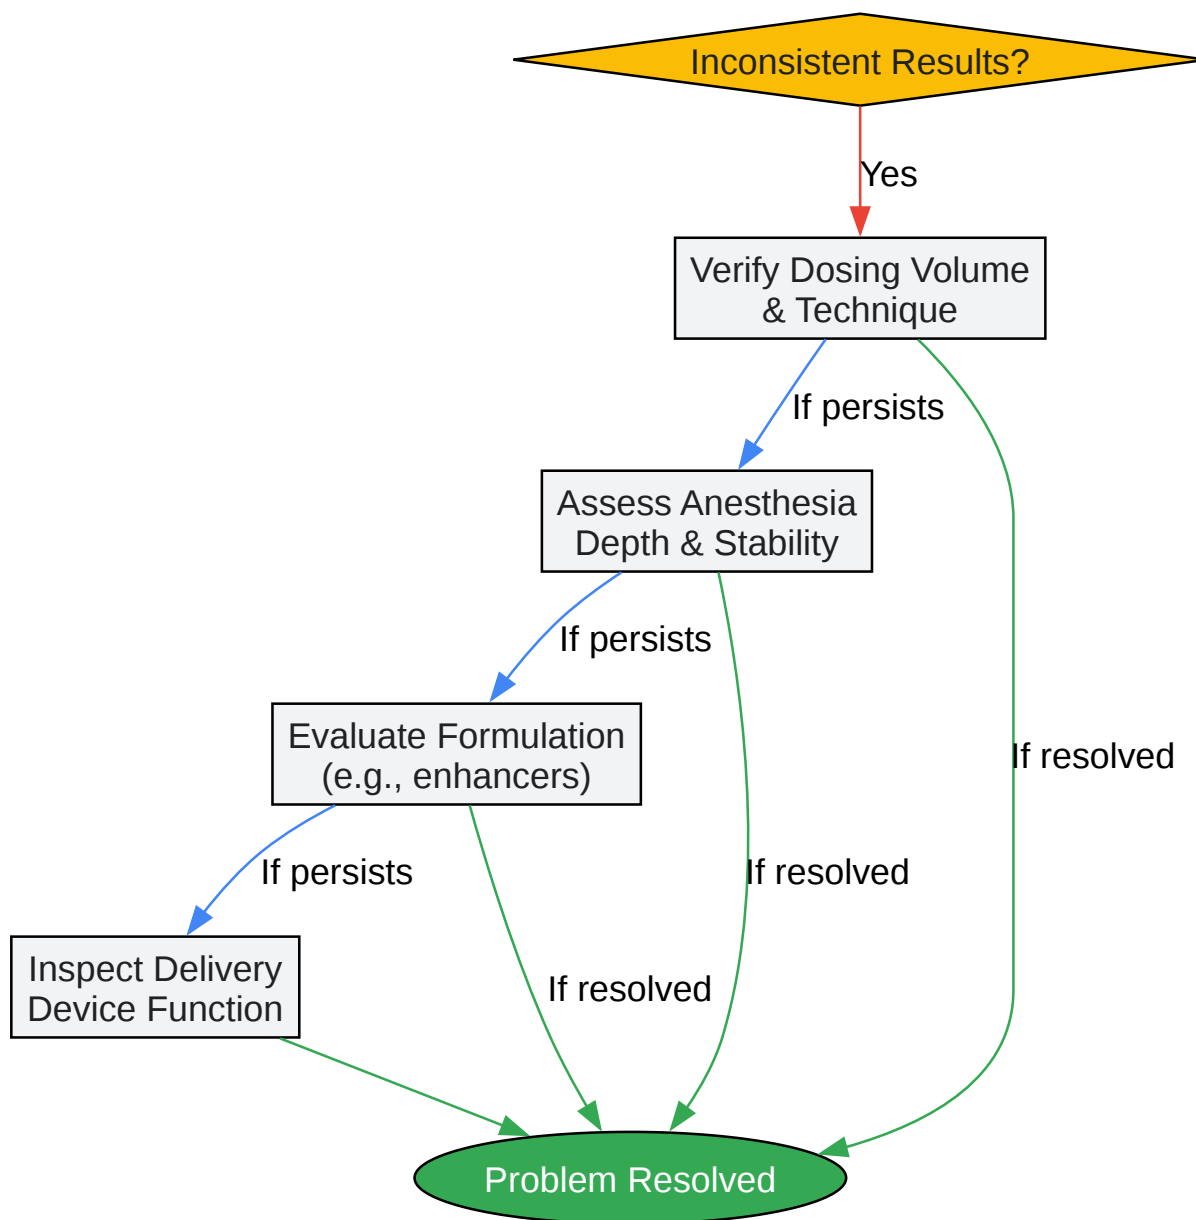 Inconsistent Results?
Yes
Verify Dosing Volume
& Technique
If persists
Assess Anesthesia
Depth & Stability
If persists
Evaluate Formulation
(e.g., enhancers)
If resolved
If persists
If resolved
Inspect Delivery
Device Function
If resolved
Problem Resolved